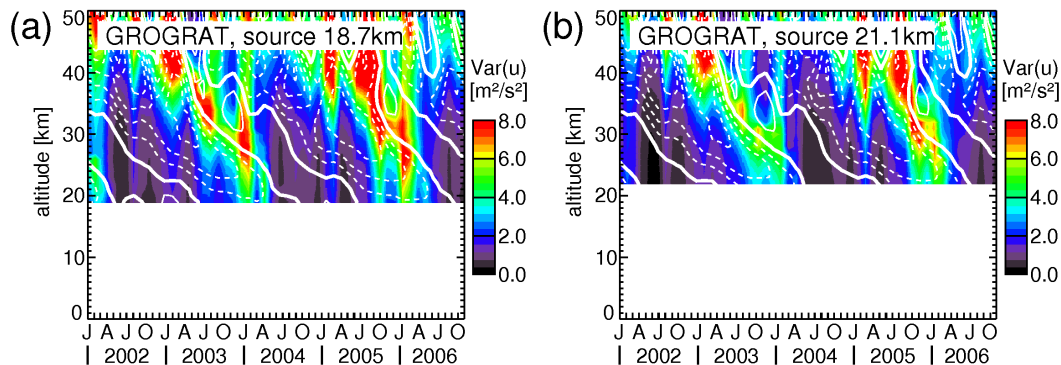 (a)
GROGRAT, source 18.7km
50
40
30
20
10
0
altitude [km]
J A J O J A J O J A J O J A J O J A J O
| 2002 | 2003 | 2004 | 2005 | 2006
Var(u)
[m²/s²]
8.0
6.0
4.0
2.0
0.0
(b)
GROGRAT, source 21.1km
50
40
30
20
10
0
altitude [km]
J A J O J A J O J A J O J A J O J A J O
| 2002 | 2003 | 2004 | 2005 | 2006
Var(u)
[m²/s²]
8.0
6.0
4.0
2.0
0.0